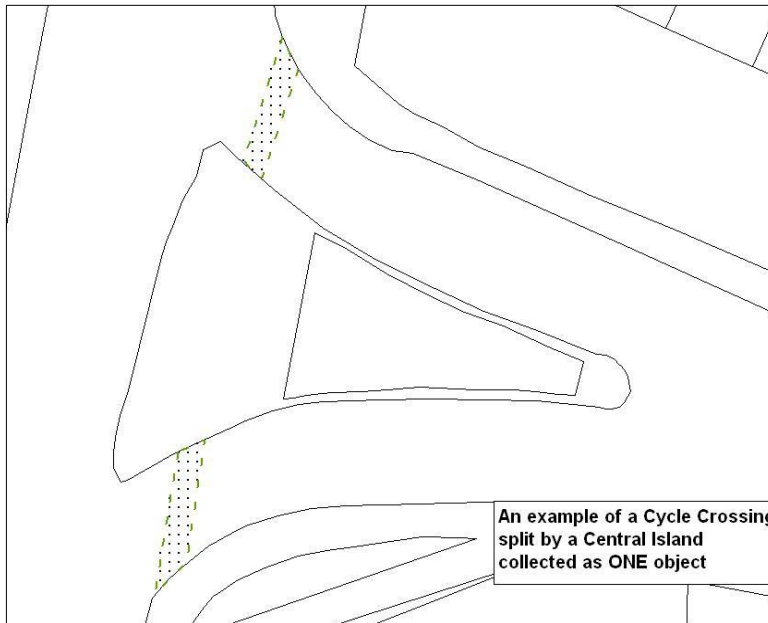 An example of a Cycle Crossing
split by a Central Island
collected as ONE object